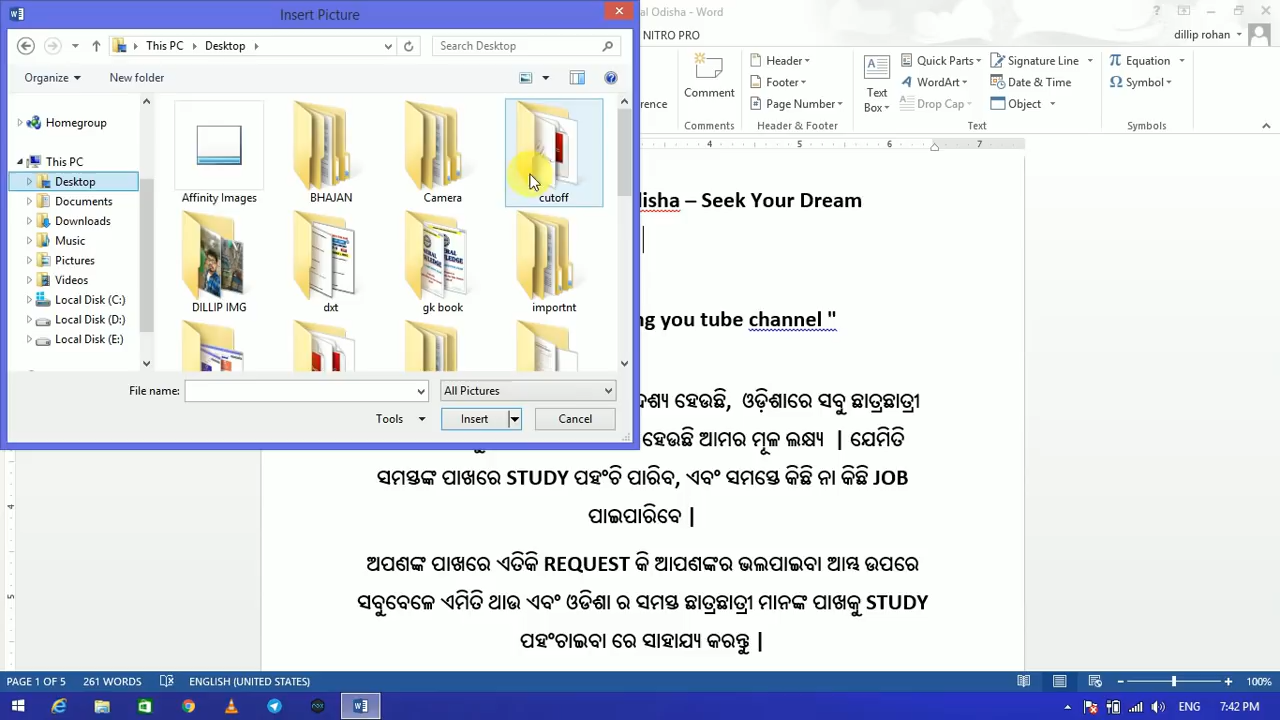 Insert Picture
al Odisha - Word
This PC
Desktop
Search Desktop
NITRO PRO
dillip rohan
Organize
New folder
Header
Footer
Page Number
Comment
Comments
Header & Footer
rence
Text Box
Quick Parts
WordArt
Drop Cap
Signature Line
Date & Time
Object
Text
Equation
Symbol
Symbols
Homegroup
This PC
Desktop
Documents
Downloads
Music
Pictures
Videos
Local Disk (C:)
Local Disk (D:)
Local Disk (E:)
Affinity Images
BHAJAN
Camera
cutoff
DILLIP IMG
dxt
gk book
importnt
File name:
All Pictures
Tools
Insert
Cancel
4 5 6 7
disha – Seek Your Dream
ng you tube channel "
ଦଶ୍ୟ ହେଉଛି, ଓଡ଼ିଶାରେ ସବୁ ଛାତ୍ରଛାତ୍ରୀ
ହେଉଛି ଆମର ମୂଳ ଲକ୍ଷ୍ୟ | ଯେମିତି
ସମସ୍ତଙ୍କ ପାଖରେ STUDY ପହଂଚି ପାରିବ, ଏବଂ ସମସ୍ତେ କିଛି ନା କିଛି JOB
ପାଇପାରିବେ |
ଅପଣଙ୍କ ପାଖରେ ଏତିକି REQUEST କି ଆପଣଙ୍କର ଭଲପାଇବା ଆମ୍ଭ ଉପରେ
ସବୁବେଳେ ଏମିତି ଥାଉ ଏବଂ ଓଡିଶା ର ସମସ୍ତ ଛାତ୍ରଛାତ୍ରୀ ମାନଙ୍କ ପାଖକୁ STUDY
ପହଂଚାଇବା ରେ ସାହାଯ୍ୟ କରନ୍ତୁ |
PAGE 1 OF 5
261 WORDS
ENGLISH (UNITED STATES)
100%
ENG
7:42 PM